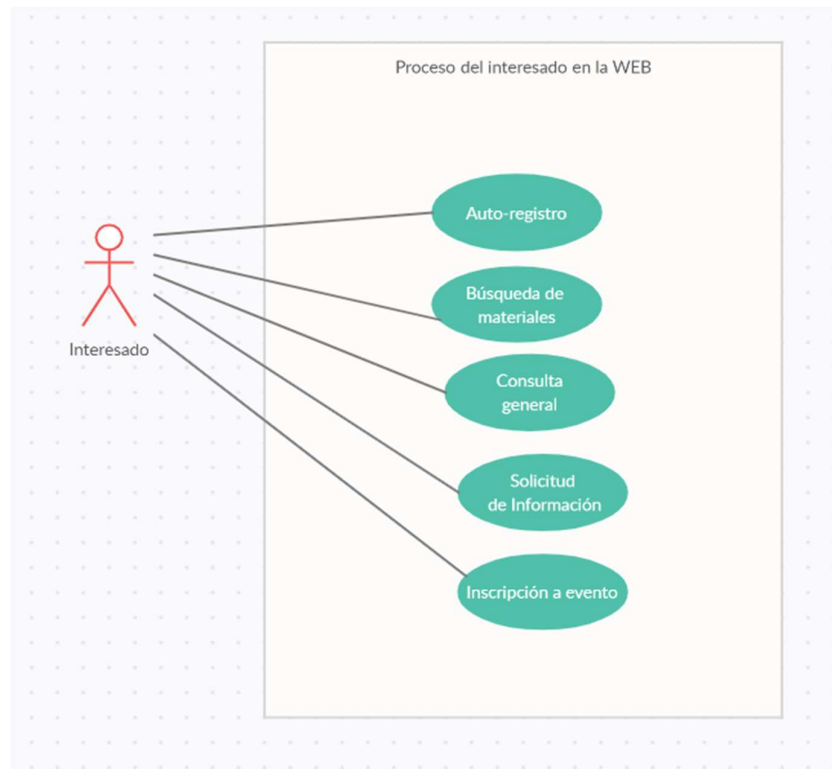 Proceso del interesado en la WEB
Auto-registro
Búsqueda de
materiales
Interesado
Consulta
general
Solicitud
de Información
Inscripción a evento